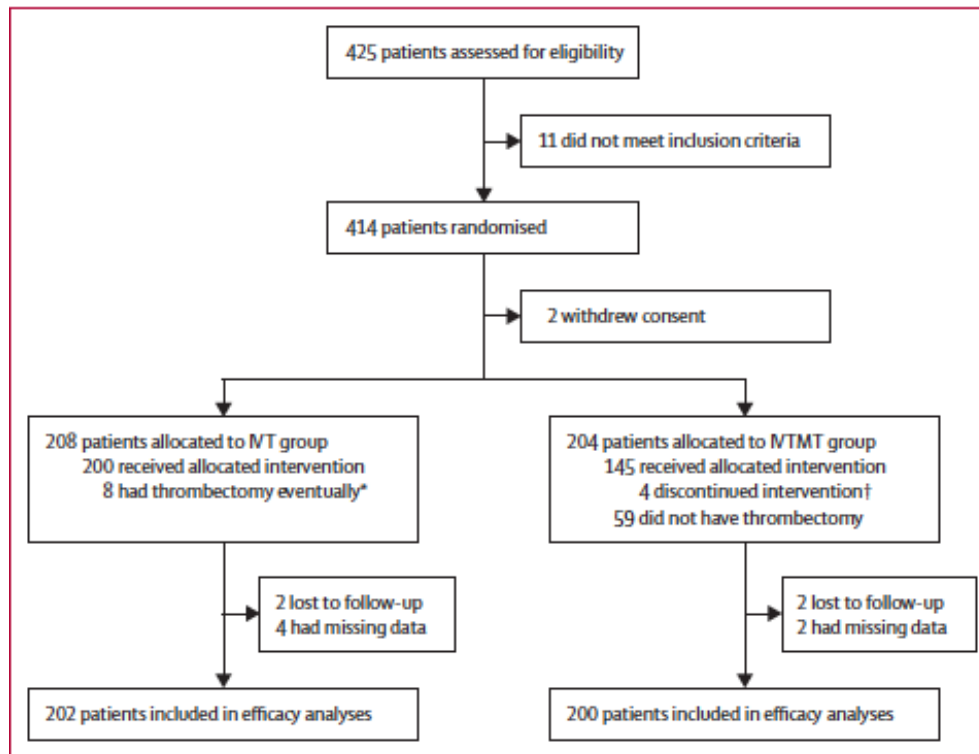 425 patients assessed for eligibility
11 did not meet inclusion criteria
414 patients randomised
2 withdrew consent
208 patients allocated to IVT group
200 received allocated intervention
8 had thrombectomy eventually*
204 patients allocated to IVTMT group
145 received allocated intervention
4 discontinued intervention†
59 did not have thrombectomy
2 lost to follow-up
4 had missing data
2 lost to follow-up
2 had missing data
202 patients included in efficacy analyses
200 patients included in efficacy analyses